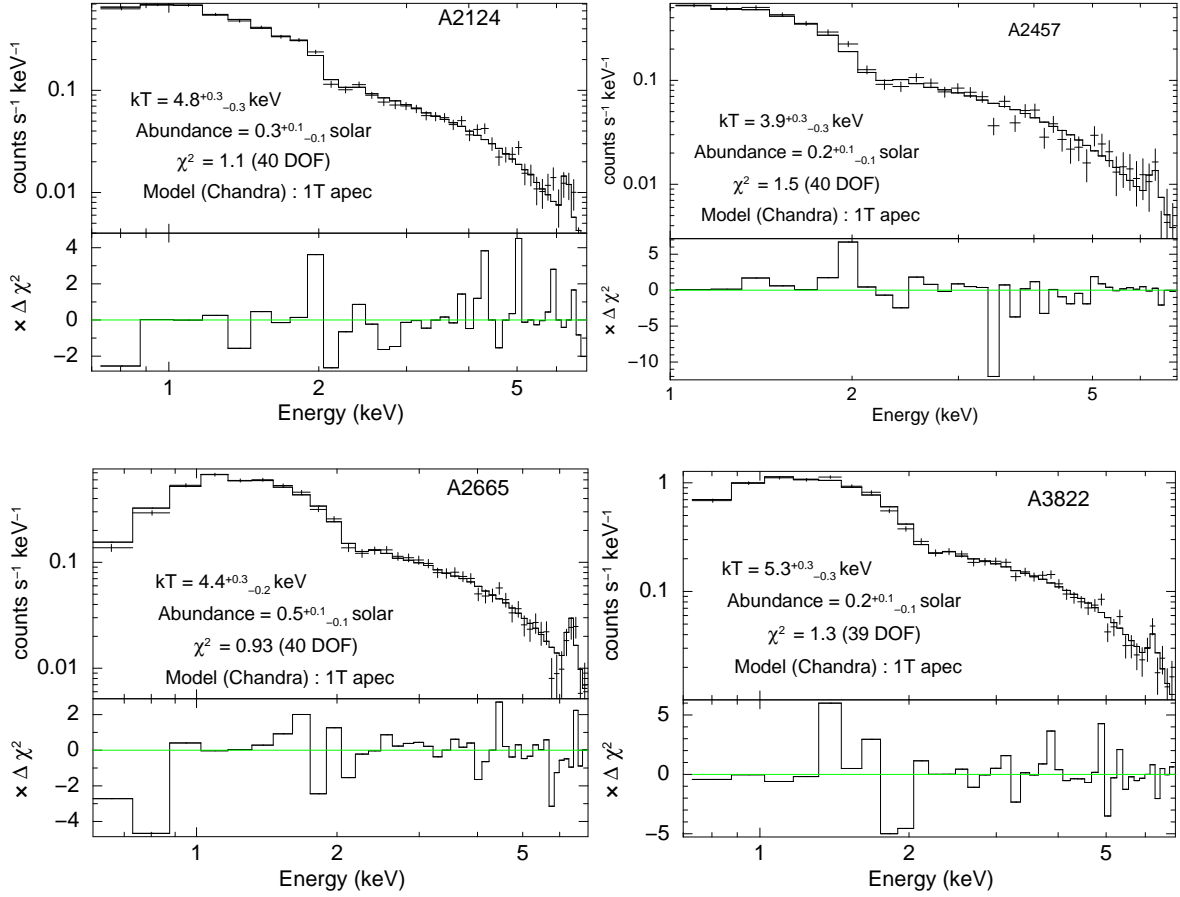 A2124
counts s⁻¹ keV⁻¹
0.1
0.01
kT = 4.8⁺⁰·³₋₀.₃ keV
Abundance = 0.3⁺⁰·¹₋₀.₁ solar
χ² = 1.1 (40 DOF)
Model (Chandra) : 1T apec
× Δ χ²
4
2
0
−2
1
2
5
Energy (keV)
A2457
counts s⁻¹ keV⁻¹
0.1
0.01
kT = 3.9⁺⁰·³₋₀.₃ keV
Abundance = 0.2⁺⁰·¹₋₀.₁ solar
χ² = 1.5 (40 DOF)
Model (Chandra) : 1T apec
× Δ χ²
5
0
−5
−10
1
2
5
Energy (keV)
A2665
counts s⁻¹ keV⁻¹
0.1
0.01
kT = 4.4⁺⁰·³₋₀.₂ keV
Abundance = 0.5⁺⁰·¹₋₀.₁ solar
χ² = 0.93 (40 DOF)
Model (Chandra) : 1T apec
× Δ χ²
2
0
−2
−4
1
2
5
Energy (keV)
A3822
counts s⁻¹ keV⁻¹
1
0.1
kT = 5.3⁺⁰·³₋₀.₃ keV
Abundance = 0.2⁺⁰·¹₋₀.₁ solar
χ² = 1.3 (39 DOF)
Model (Chandra) : 1T apec
× Δ χ²
5
0
−5
1
2
5
Energy (keV)